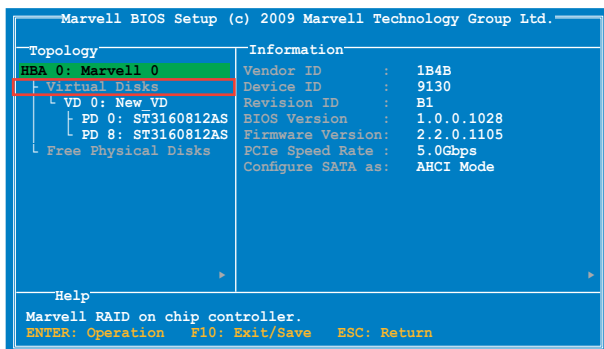 Marvell BIOS Setup (c) 2009 Marvell Technology Group Ltd.
Topology
HBA 0: Marvell 0
Virtual Disks
VD 0: New_VD
PD 0: ST3160812AS
PD 8: ST3160812AS
Free Physical Disks
Information
Vendor ID : 1B4B
Device ID : 9130
Revision ID : B1
BIOS Version : 1.0.0.1028
Firmware Version: 2.2.0.1105
PCIe Speed Rate : 5.0Gbps
Configure SATA as: AHCI Mode
Help
Marvell RAID on chip controller.
ENTER: Operation F10: Exit/Save ESC: Return